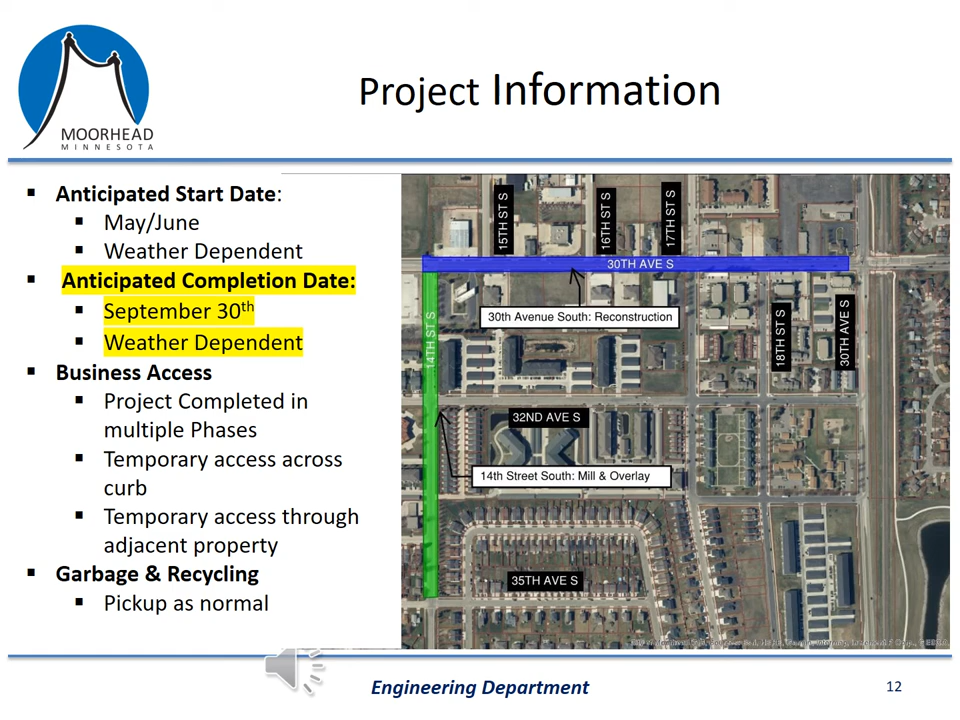 Project Information
MOORHEAD
MINNESOTA
▪ Anticipated Start Date:
▪ May/June
▪ Weather Dependent
▪ Anticipated Completion Date:
▪ September 30th
▪ Weather Dependent
▪ Business Access
▪ Project Completed in
multiple Phases
▪ Temporary access across
curb
▪ Temporary access through
adjacent property
▪ Garbage & Recycling
▪ Pickup as normal
15TH ST S
16TH ST S
17TH ST S
30TH AVE S
30th Avenue South: Reconstruction
14TH ST S
18TH ST S
30TH AVE S
32ND AVE S
14th Street South: Mill & Overlay
35TH AVE S
Engineering Department
12